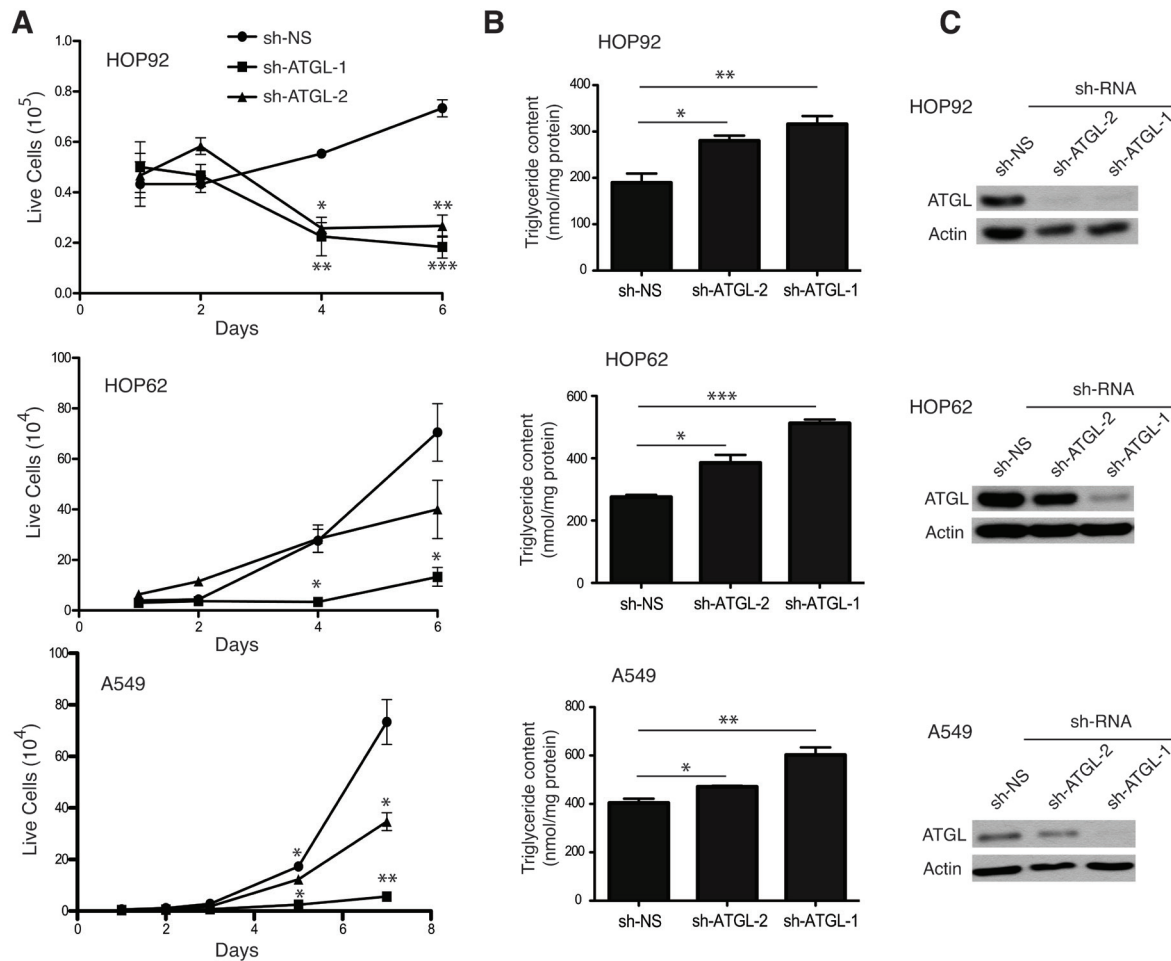 A
HOP92
sh-NS
sh-ATGL-1
sh-ATGL-2
Live Cells (10^5)
1.0
0.8
0.6
0.4
0.2
0.0
*
**
**
***
0 2 4 6
Days
HOP62
Live Cells (10^4)
100
80
60
40
20
0
*
*
0 2 4 6
Days
A549
Live Cells (10^4)
100
80
60
40
20
0
*
*
*
**
0 2 4 6 8
Days
B
HOP92
Triglyceride content
(nmol/mg protein)
400
300
200
100
0
**
*
sh-NS sh-ATGL-2 sh-ATGL-1
HOP62
Triglyceride content
(nmol/mg protein)
600
400
200
0
***
*
sh-NS sh-ATGL-2 sh-ATGL-1
A549
Triglyceride content
(nmol/mg protein)
800
600
400
200
0
**
*
sh-NS sh-ATGL-2 sh-ATGL-1
C
HOP92
sh-RNA
sh-NS sh-ATGL-2 sh-ATGL-1
ATGL
Actin
HOP62
sh-RNA
sh-NS sh-ATGL-2 sh-ATGL-1
ATGL
Actin
A549
sh-RNA
sh-NS sh-ATGL-2 sh-ATGL-1
ATGL
Actin